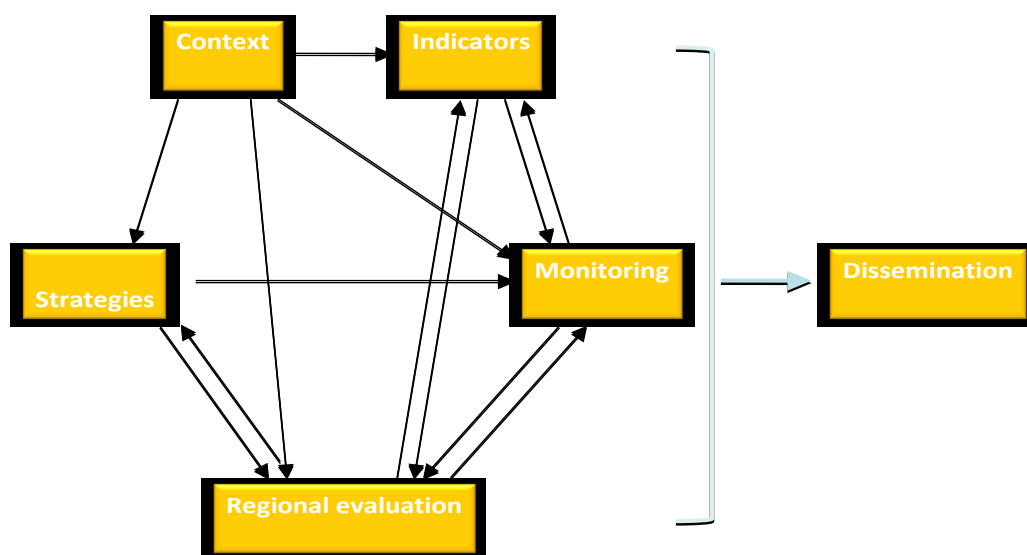 Context
Indicators
Strategies
Monitoring
Dissemination
Regional evaluation